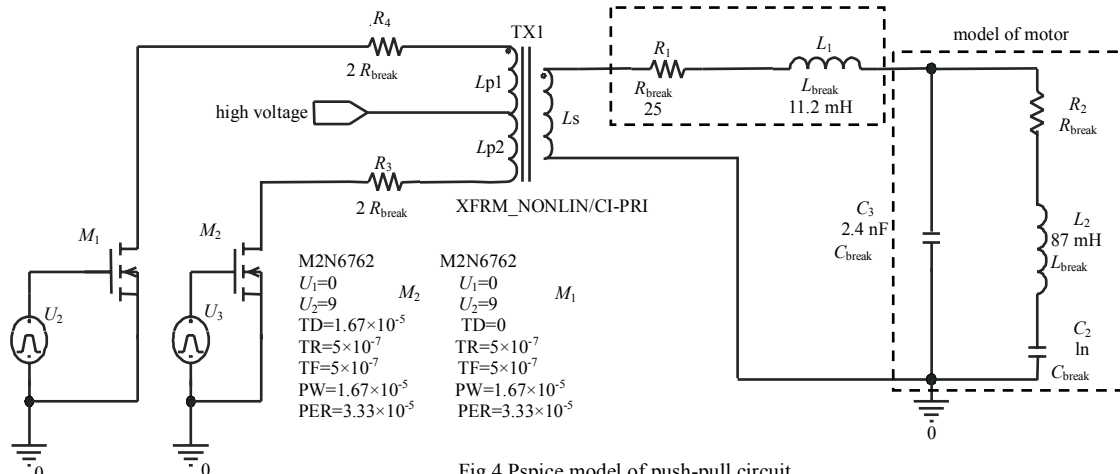 .R4
TX1
2 Rbreak
Lp1
high voltage
Lp2
R3
2 Rbreak
Ls
XFRM_NONLIN/CI-PRI
R1
Rbreak
25
L1
Lbreak
11.2 mH
model of motor
R2
Rbreak
C3
2.4 nF
Cbreak
L2
87 mH
Lbreak
C2
ln
Cbreak
0
M1
M2
U2
U3
0
0
M2N6762
U1=0
U2=9
M2
TD=1.67×10-5
TR=5×10-7
TF=5×10-7
PW=1.67×10-5
PER=3.33×10-5
M2N6762
U1=0
U2=9
M1
TD=0
TR=5×10-7
TF=5×10-7
PW=1.67×10-5
PER=3.33×10-5
Fig 4 Pspice model of push-pull circuit